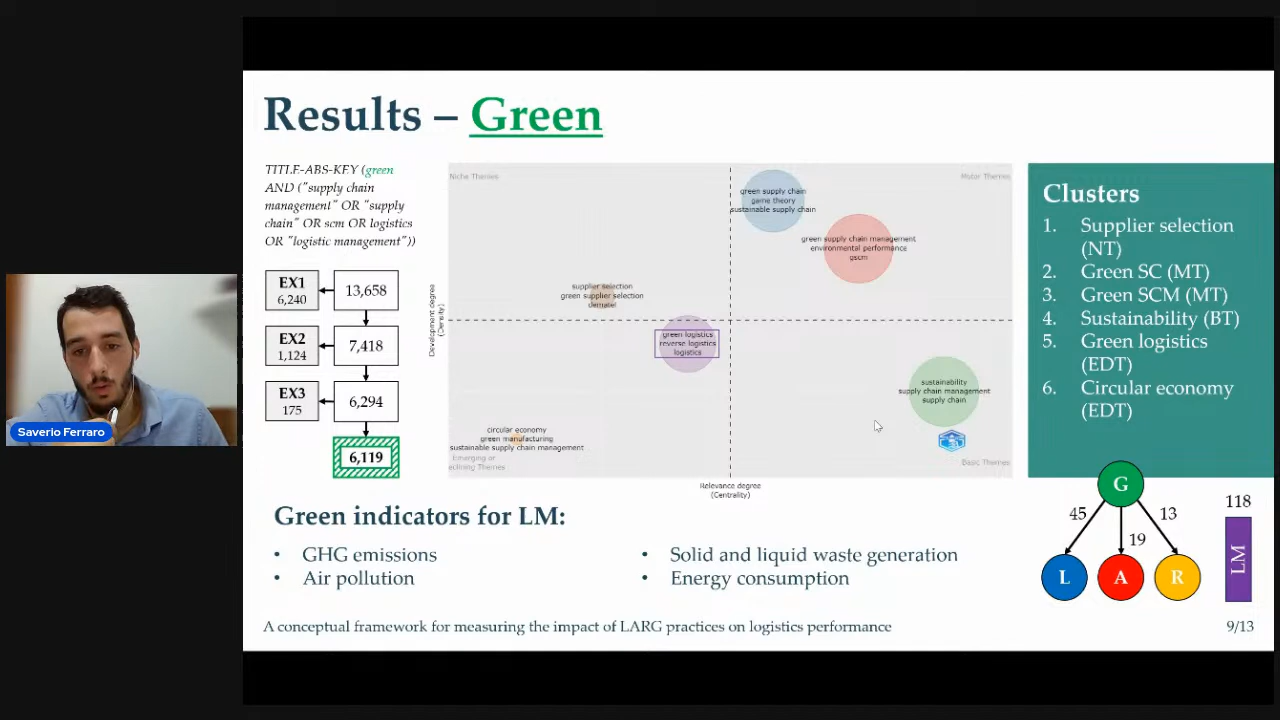 Results – Green
TITLE-ABS-KEY (green
AND ("supply chain
management" OR "supply
chain" OR scm OR logistics
OR "logistic management"))
EX1
6,240
13,658
EX2
1,124
7,418
EX3
175
6,294
6,119
Niche Themes
Motor Themes
green supply chain
game theory
sustainable supply chain
green supply chain management
environmental performance
gscm
supplier selection
green supplier selection
dematel
green logistics
reverse logistics
logistics
sustainability
supply chain management
supply chain
circular economy
green manufacturing
sustainable supply chain management
Emerging or
eclining Themes
Basic Themes
Development degree
(Density)
Relevance degree
(Centrality)
Clusters
1. Supplier selection
(NT)
2. Green SC (MT)
3. Green SCM (MT)
4. Sustainability (BT)
5. Green logistics
(EDT)
6. Circular economy
(EDT)
G
45
19
13
L
A
R
118
LM
Green indicators for LM:
• GHG emissions
• Air pollution
• Solid and liquid waste generation
• Energy consumption
A conceptual framework for measuring the impact of LARG practices on logistics performance
9/13
Saverio Ferraro